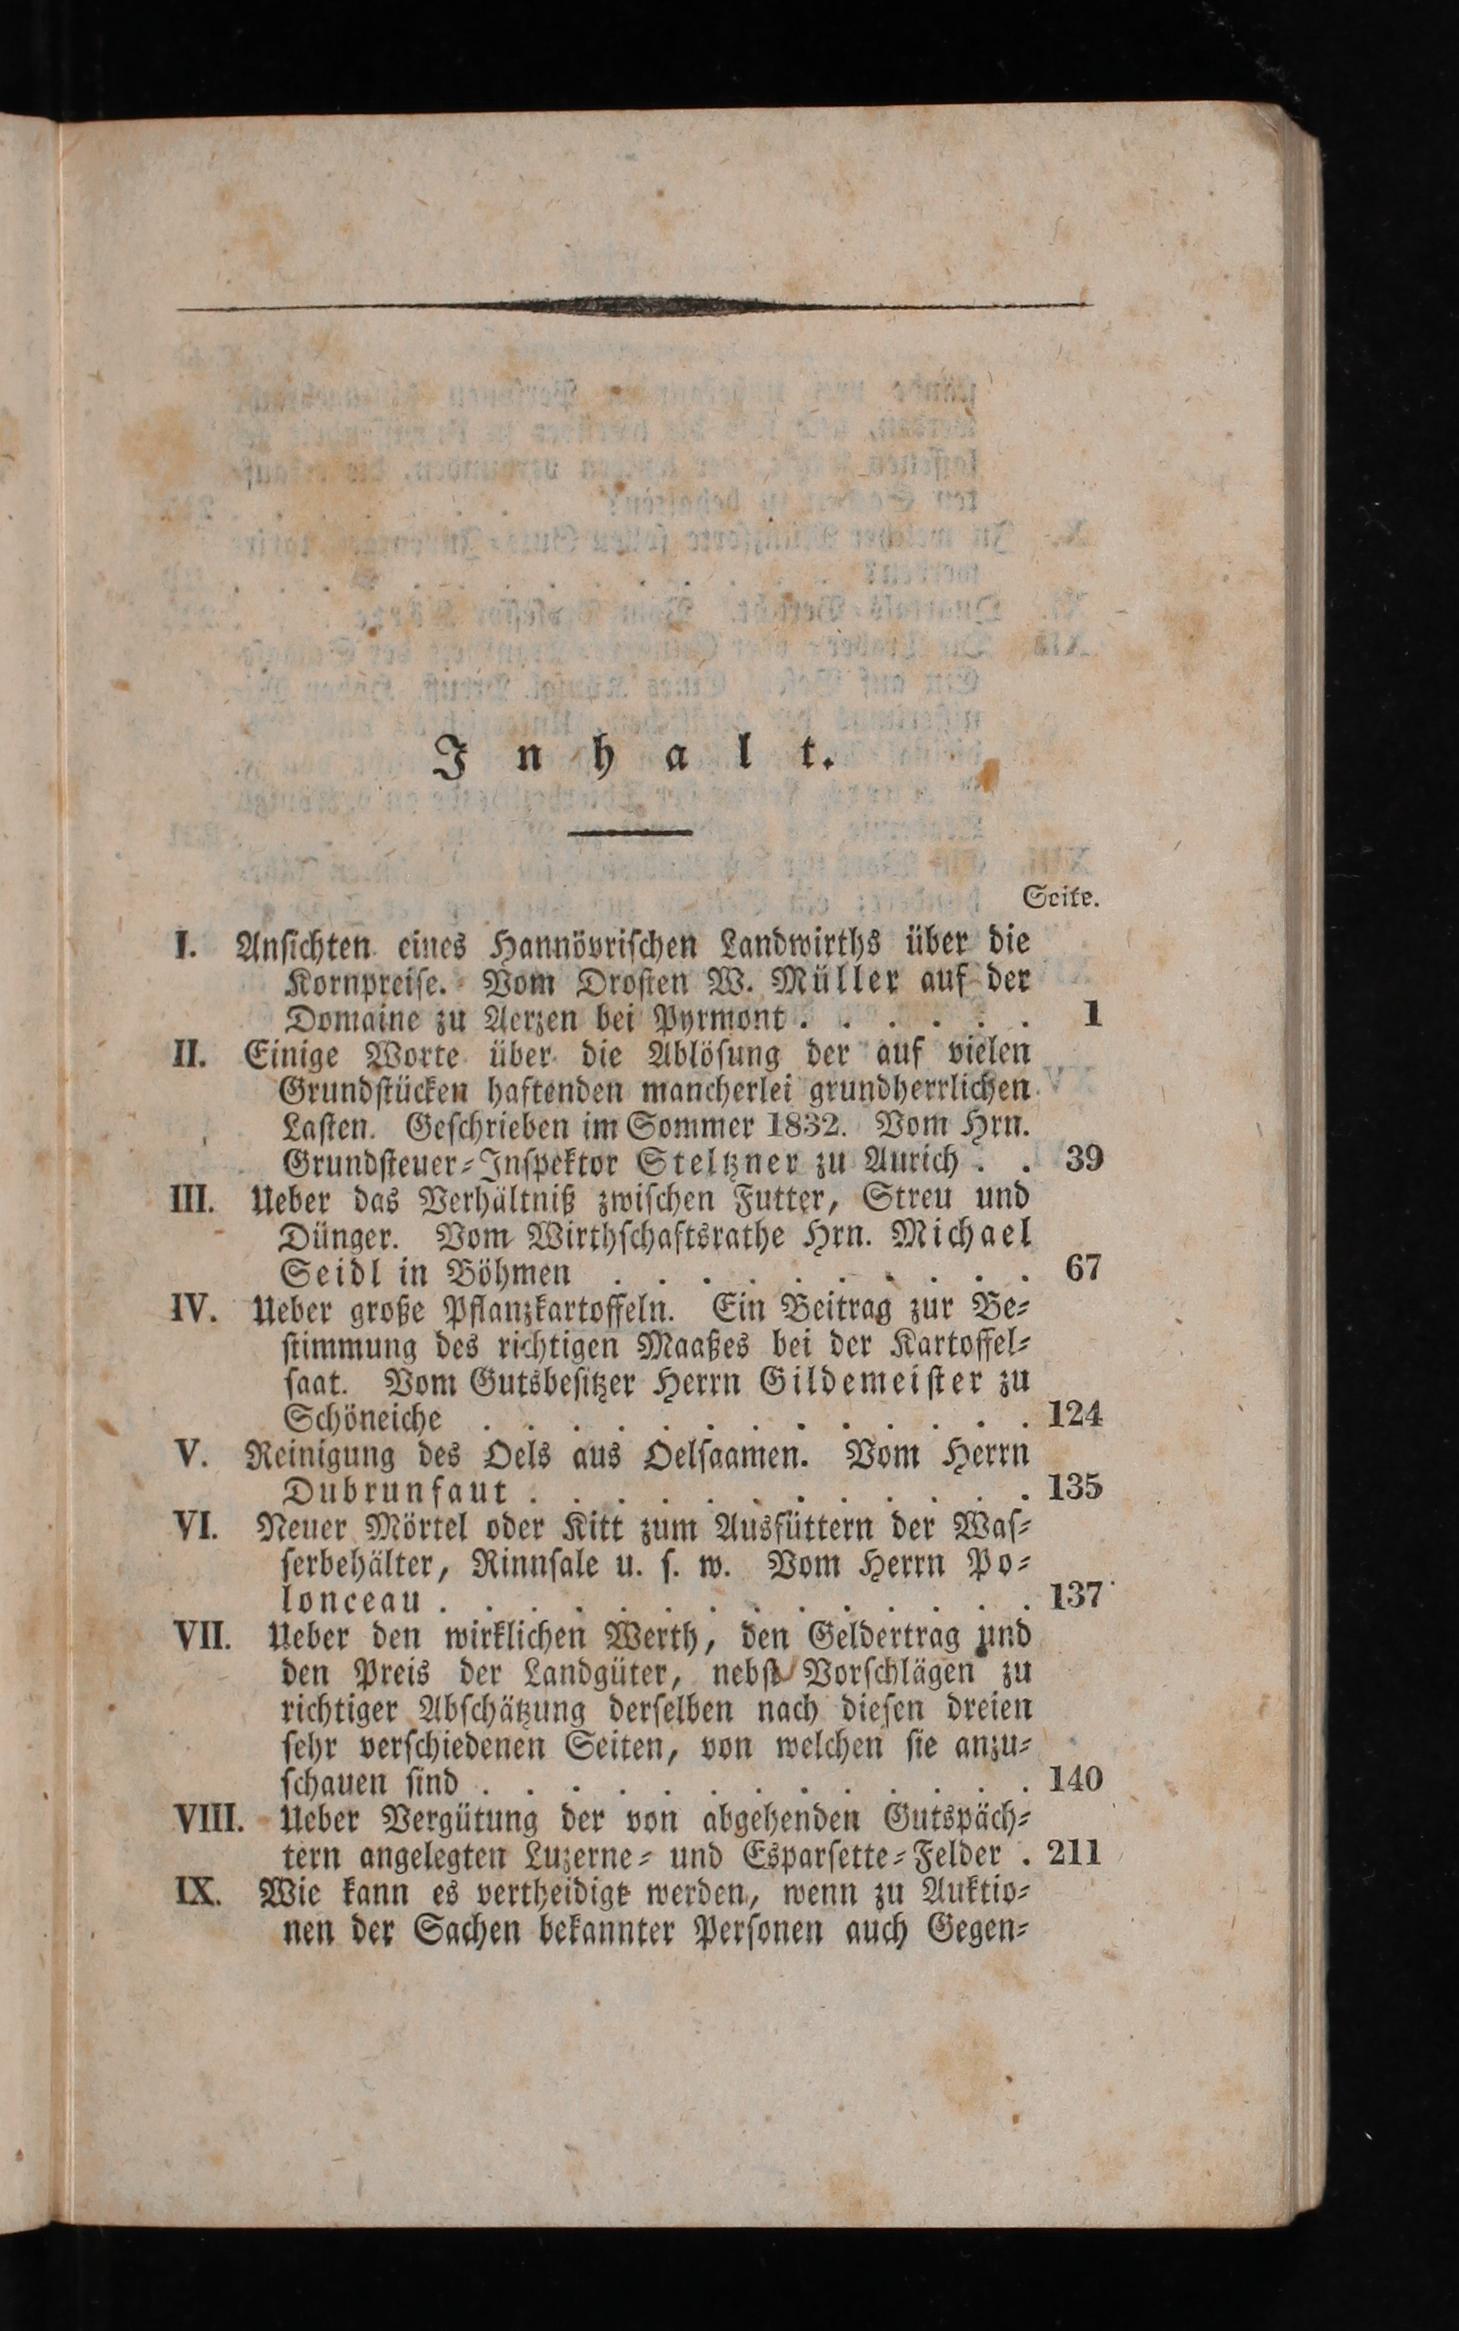 Inhalt.
Seite.
I. Ansichten eines Hannövrischen Landwirths über die
Kornpreise. Vom Drosten W. Müller auf der
Domaine zu Aerzen bei Pyrmont . . . . . . 1
II. Einige Worte über die Ablösung der auf vielen
Grundstücken haftenden mancherlei grundherrlichen
Lasten. Geschrieben im Sommer 1832. Vom Hrn.
Grundsteuer-Inspektor Steltzner zu Aurich . . 39
III. Ueber das Verhältniß zwischen Futter, Streu und
Dünger. Vom Wirthschaftsrathe Hrn. Michael
Seidl in Böhmen . . . . . . . . . . 67
IV. Ueber große Pflanzkartoffeln. Ein Beitrag zur Be-
stimmung des richtigen Maaßes bei der Kartoffel-
saat. Vom Gutsbesitzer Herrn Gildemeister zu
Schöneiche . . . . . . . . . . . . . 124
V. Reinigung des Oels aus Oelsaamen. Vom Herrn
Dubrunfaut . . . . . . . . . . . . 135
VI. Neuer Mörtel oder Kitt zum Ausfüttern der Was-
serbehälter, Rinnsale u. s. w. Vom Herrn Po-
lonceau . . . . . . . . . . . . . . 137
VII. Ueber den wirklichen Werth, den Geldertrag und
den Preis der Landgüter, nebst Vorschlägen zu
richtiger Abschätzung derselben nach diesen dreien
sehr verschiedenen Seiten, von welchen sie anzu-
schauen sind . . . . . . . . . . . . . 140
VIII. Ueber Vergütung der von abgehenden Gutspäch-
tern angelegten Luzerne- und Esparsette-Felder . 211
IX. Wie kann es vertheidigt werden, wenn zu Auktio-
nen der Sachen bekannter Personen auch Gegen-